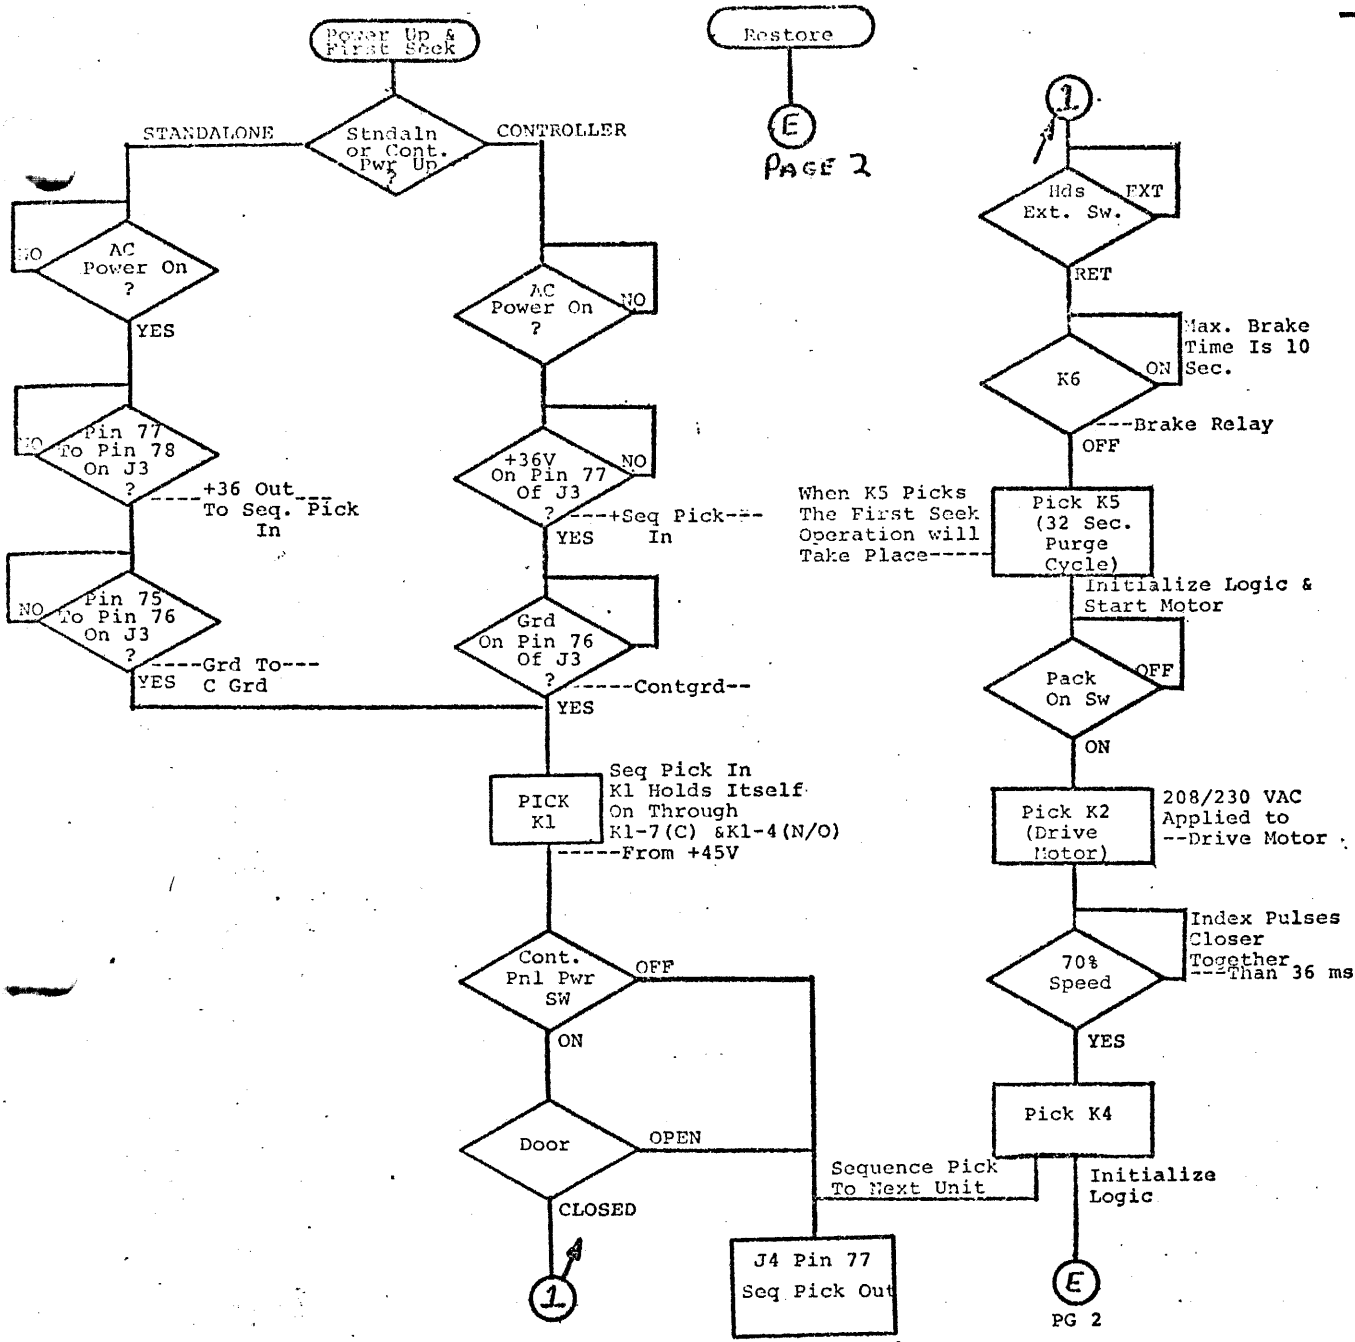 Power Up &
First Seek
Stndaln
or Cont.
Pwr Up
?
STANDALONE
CONTROLLER
AC
Power On
?
NO
YES
Pin 77
To Pin 78
On J3
?
NO
-----+36 Out---
To Seq. Pick
In
Pin 75
To Pin 76
On J3
?
NO
-----Grd To---
C Grd
YES
AC
Power On
?
NO
+36V
On Pin 77
Of J3
?
NO
---+Seq Pick---
In
YES
Grd
On Pin 76
Of J3
?
-----Contgrd--
YES
PICK
K1
Seq Pick In
K1 Holds Itself
On Through
K1-7(C) &K1-4(N/O)
------From +45V
Cont.
Pnl Pwr
SW
OFF
ON
Door
OPEN
CLOSED
1
J4 Pin 77
Seq Pick Out
Restore
E
PAGE 2
1
Hds
Ext. Sw.
EXT
RET
K6
ON
Max. Brake
Time Is 10
Sec.
---Brake Relay
OFF
When K5 Picks
The First Seek
Operation will
Take Place-----
Pick K5
(32 Sec.
Purge
Cycle)
Initialize Logic &
Start Motor
Pack
On Sw
OFF
ON
Pick K2
(Drive
Motor)
208/230 VAC
Applied to
--Drive Motor
70%
Speed
Index Pulses
Closer
Together
---Than 36 ms
YES
Pick K4
Sequence Pick
To Next Unit
Initialize
Logic
E
PG 2